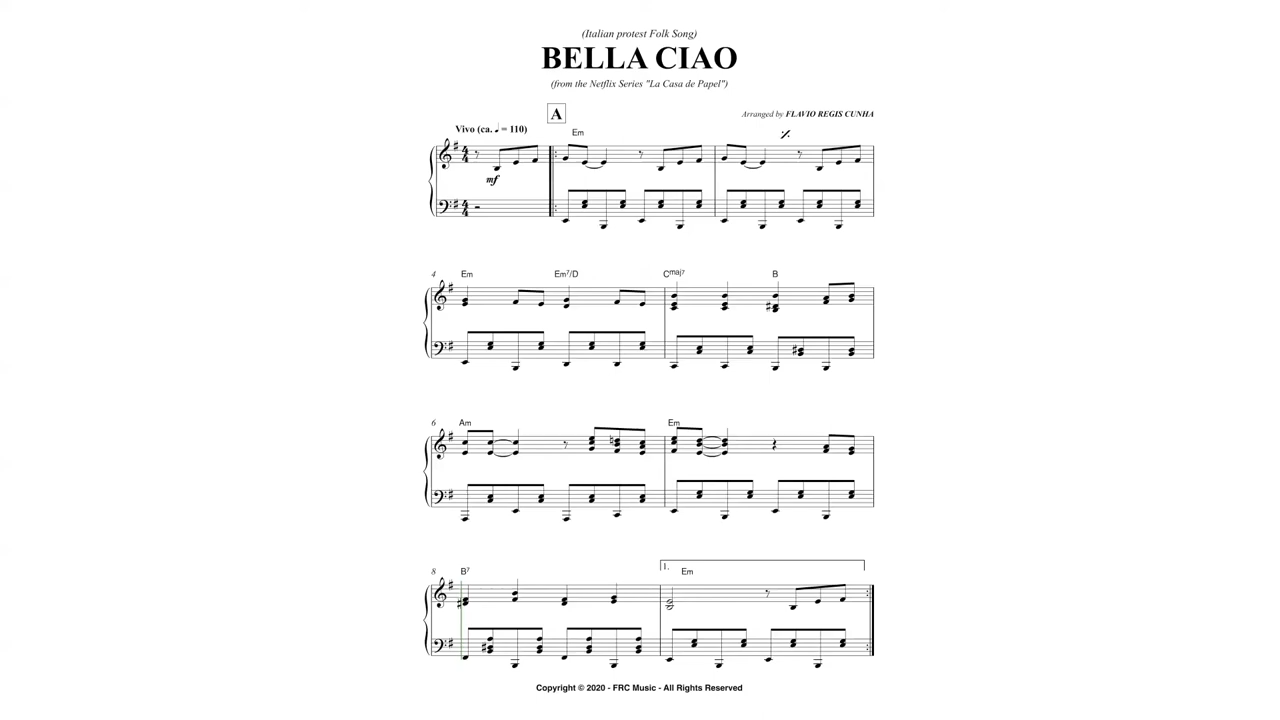 (Italian protest Folk Song)
BELLA CIAO
(from the Netflix Series "La Casa de Papel")
Arranged by FLAVIO REGIS CUNHA
A
Vivo (ca. ♩ = 110)
Em
mf
4
Em Em7/D Cmaj7 B
6
Am Em
8
B7 1. Em
Copyright © 2020 - FRC Music - All Rights Reserved